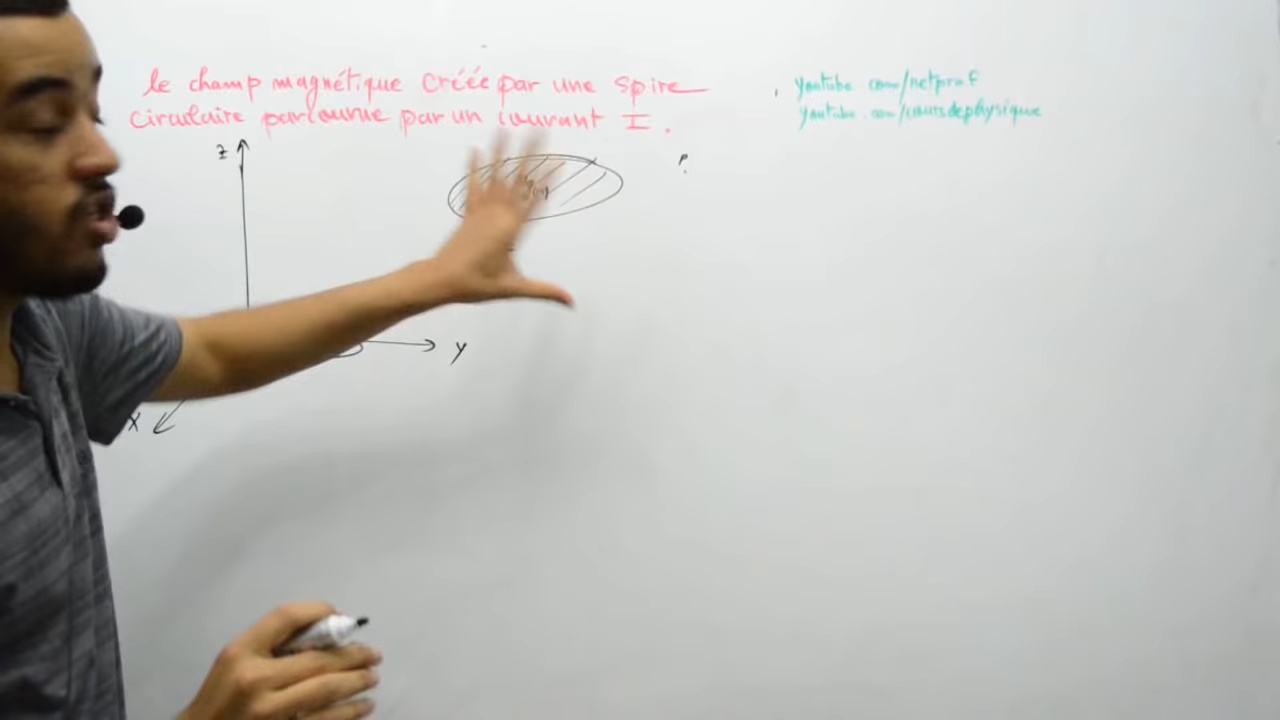 le champ magnétique créée par une spire
circulaire parcourue par un courant I.
youtube.com/netprof
youtube.com/coursdephysique
z
P
y
X